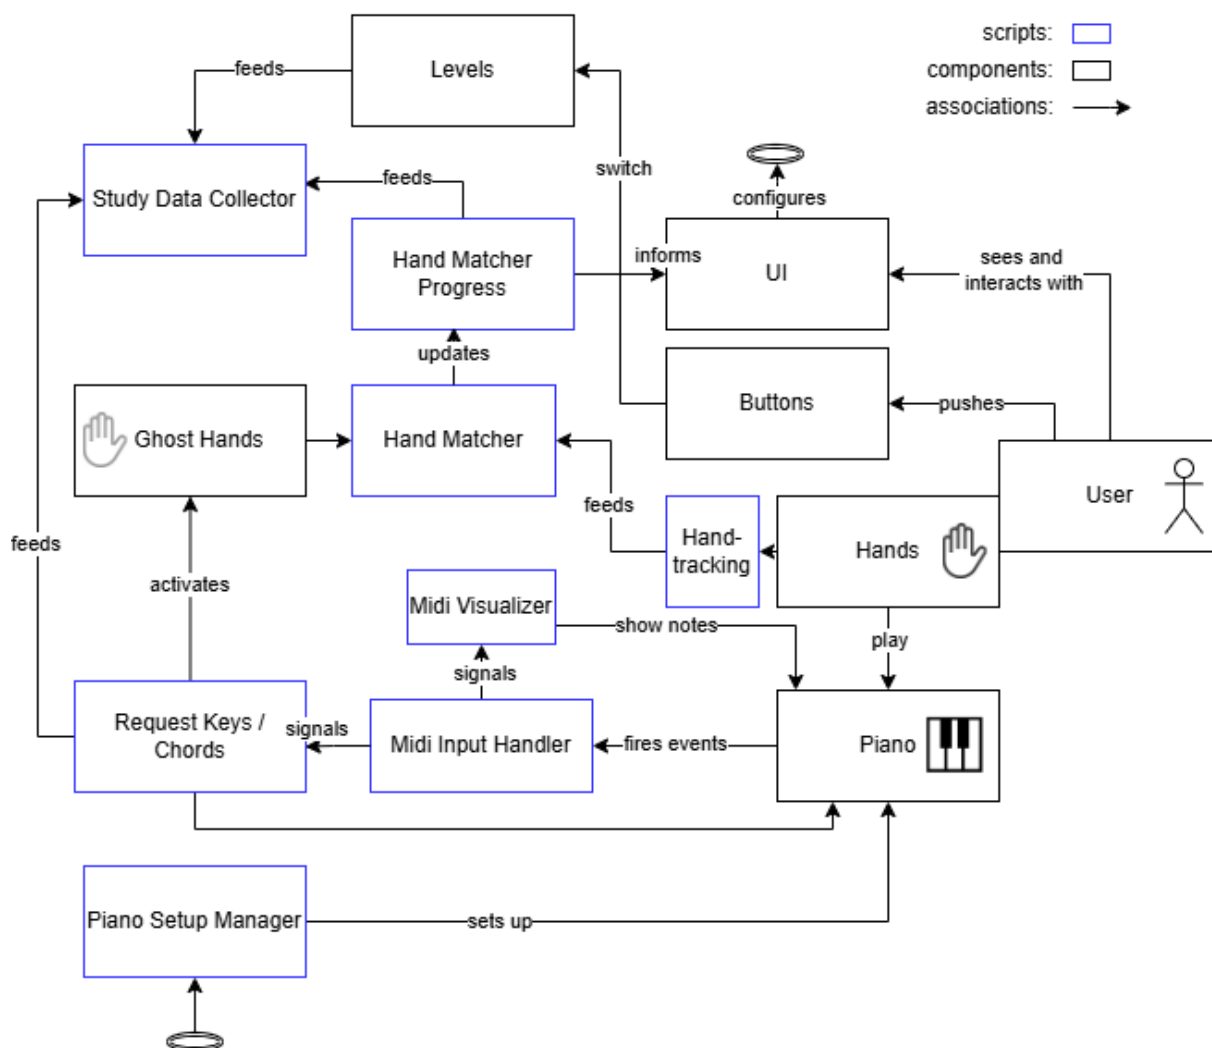 scripts:
components:
associations:
Levels
feeds
switch
Study Data Collector
feeds
configures
Hand Matcher
Progress
informs
UI
sees and
interacts with
updates
Buttons
pushes
Ghost Hands
Hand Matcher
User
feeds
Hand-
tracking
Hands
feeds
activates
Midi Visualizer
show notes
play
signals
Request Keys /
Chords
signals
Midi Input Handler
fires events
Piano
Piano Setup Manager
sets up